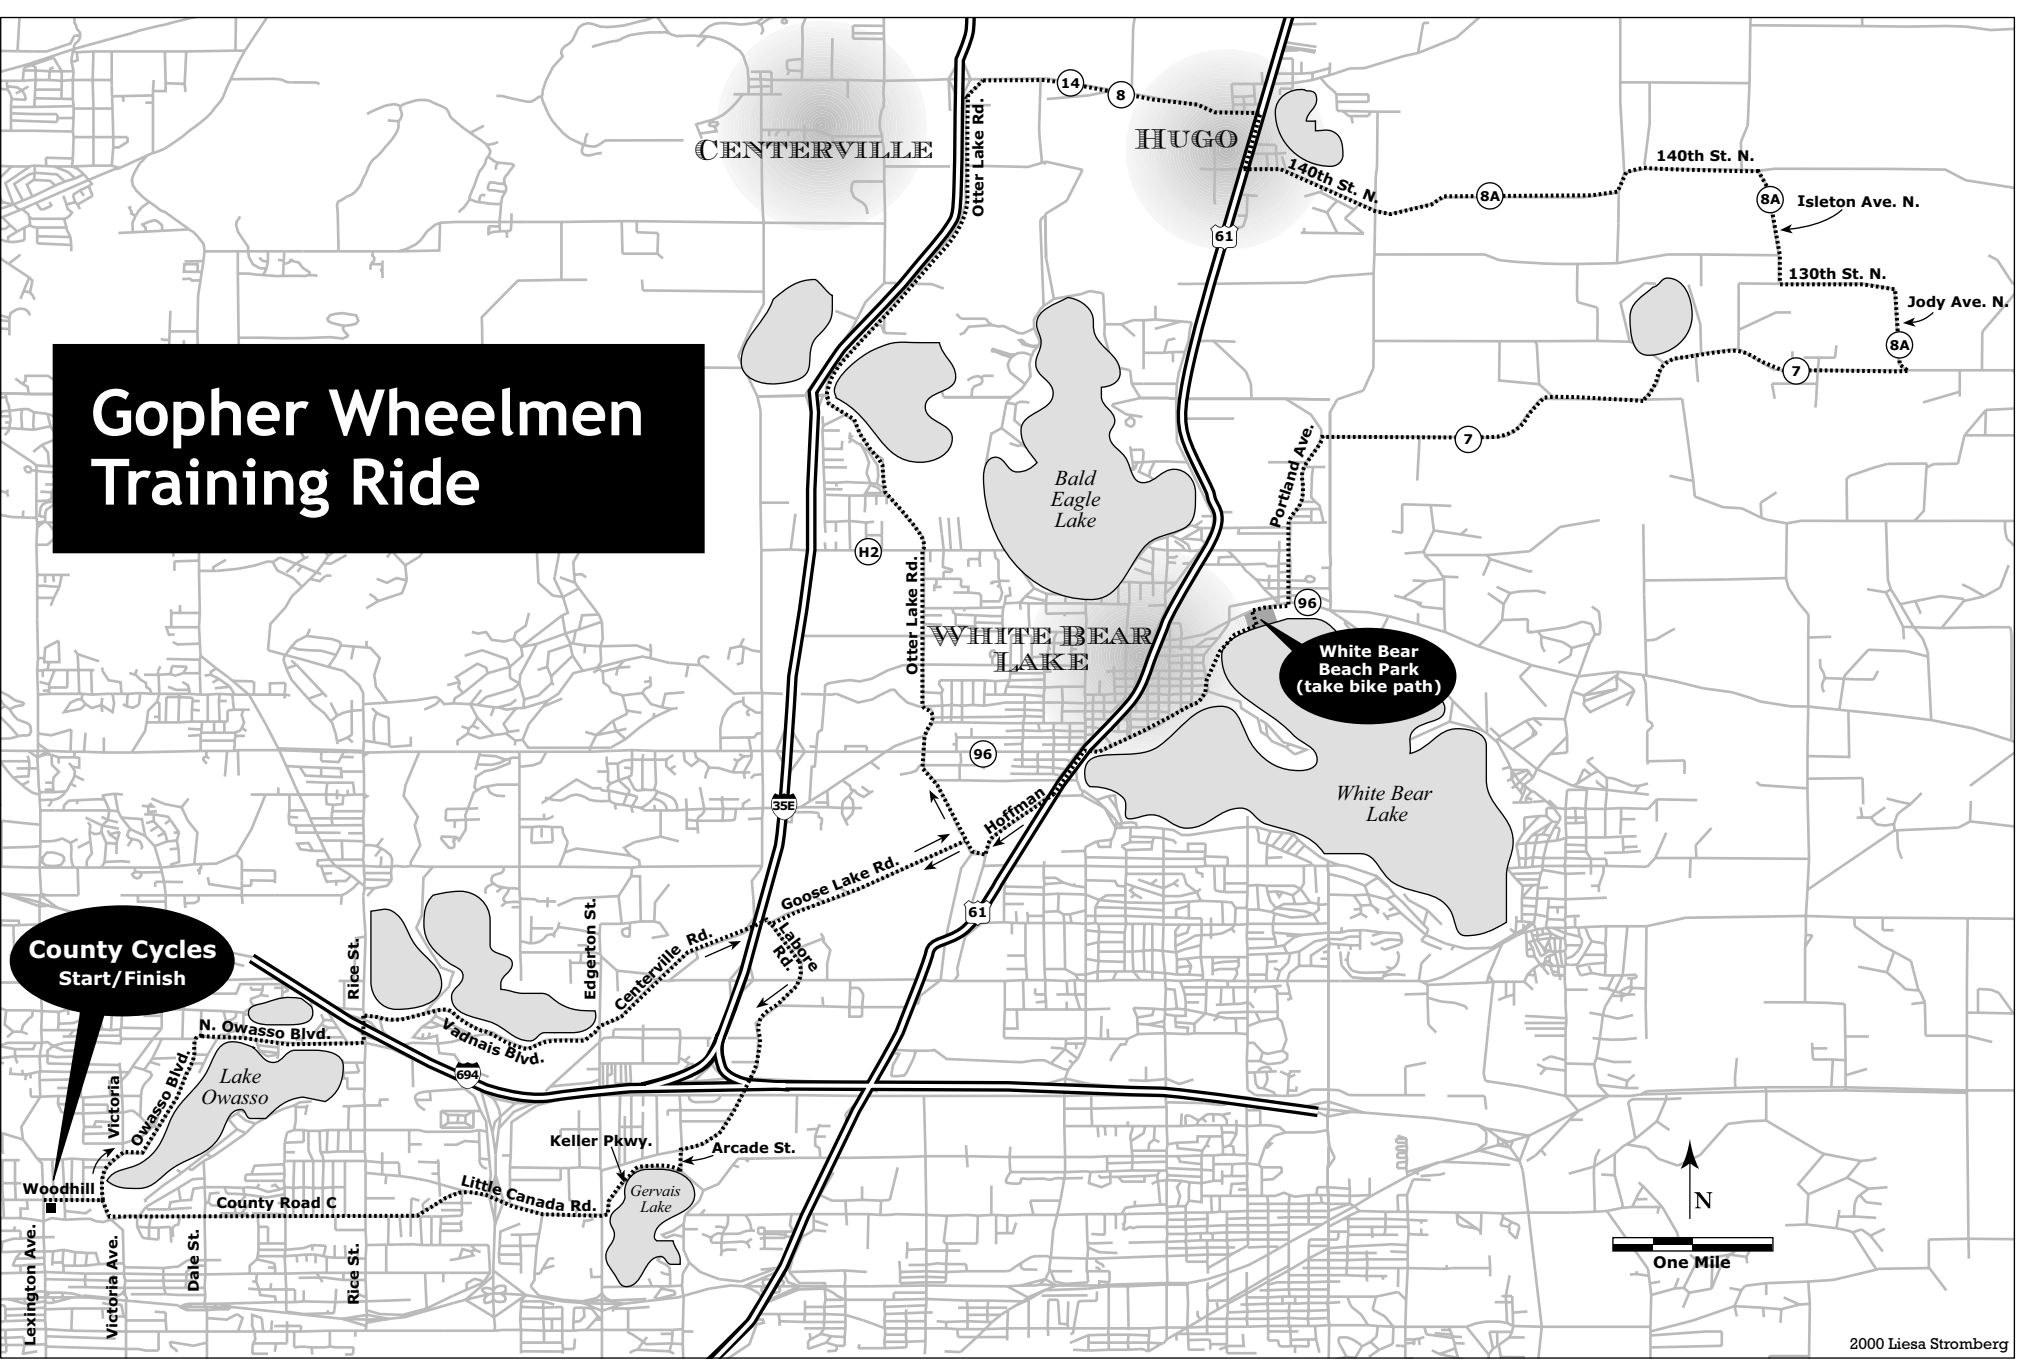 14
8
CENTERVILLE
HUGO
Otter Lake Rd.
140th St. N.
140th St. N.
8A
8A
Isleton Ave. N.
61
130th St. N.
Jody Ave. N.
8A
7
Gopher Wheelmen
Training Ride
7
Portland Ave.
Bald
Eagle
Lake
H2
Otter Lake Rd.
96
WHITE BEAR
LAKE
White Bear
Beach Park
(take bike path)
96
35E
Hoffman
White Bear
Lake
Goose Lake Rd.
61
Edgerton St.
Centerville Rd.
Labore
Rd.
County Cycles
Start/Finish
Rice St.
N. Owasso Blvd.
Vadnais Blvd.
694
Lake
Owasso
Owasso Blvd.
Victoria
Keller Pkwy.
Arcade St.
Woodhill
County Road C
Little Canada Rd.
Gervais
Lake
N
Lexington Ave.
Victoria Ave.
Dale St.
Rice St.
One Mile
2000 Liesa Stromberg